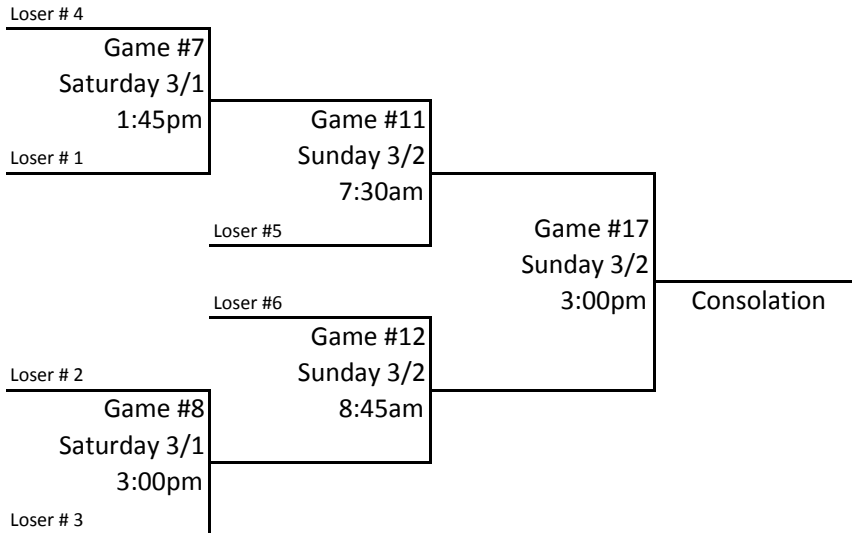 Loser # 4
Game #7
Saturday 3/1
1:45pm
Loser # 1
Game #11
Sunday 3/2
7:30am
Loser #5
Game #17
Sunday 3/2
3:00pm
Consolation
Loser #6
Game #12
Sunday 3/2
8:45am
Loser # 2
Game #8
Saturday 3/1
3:00pm
Loser # 3